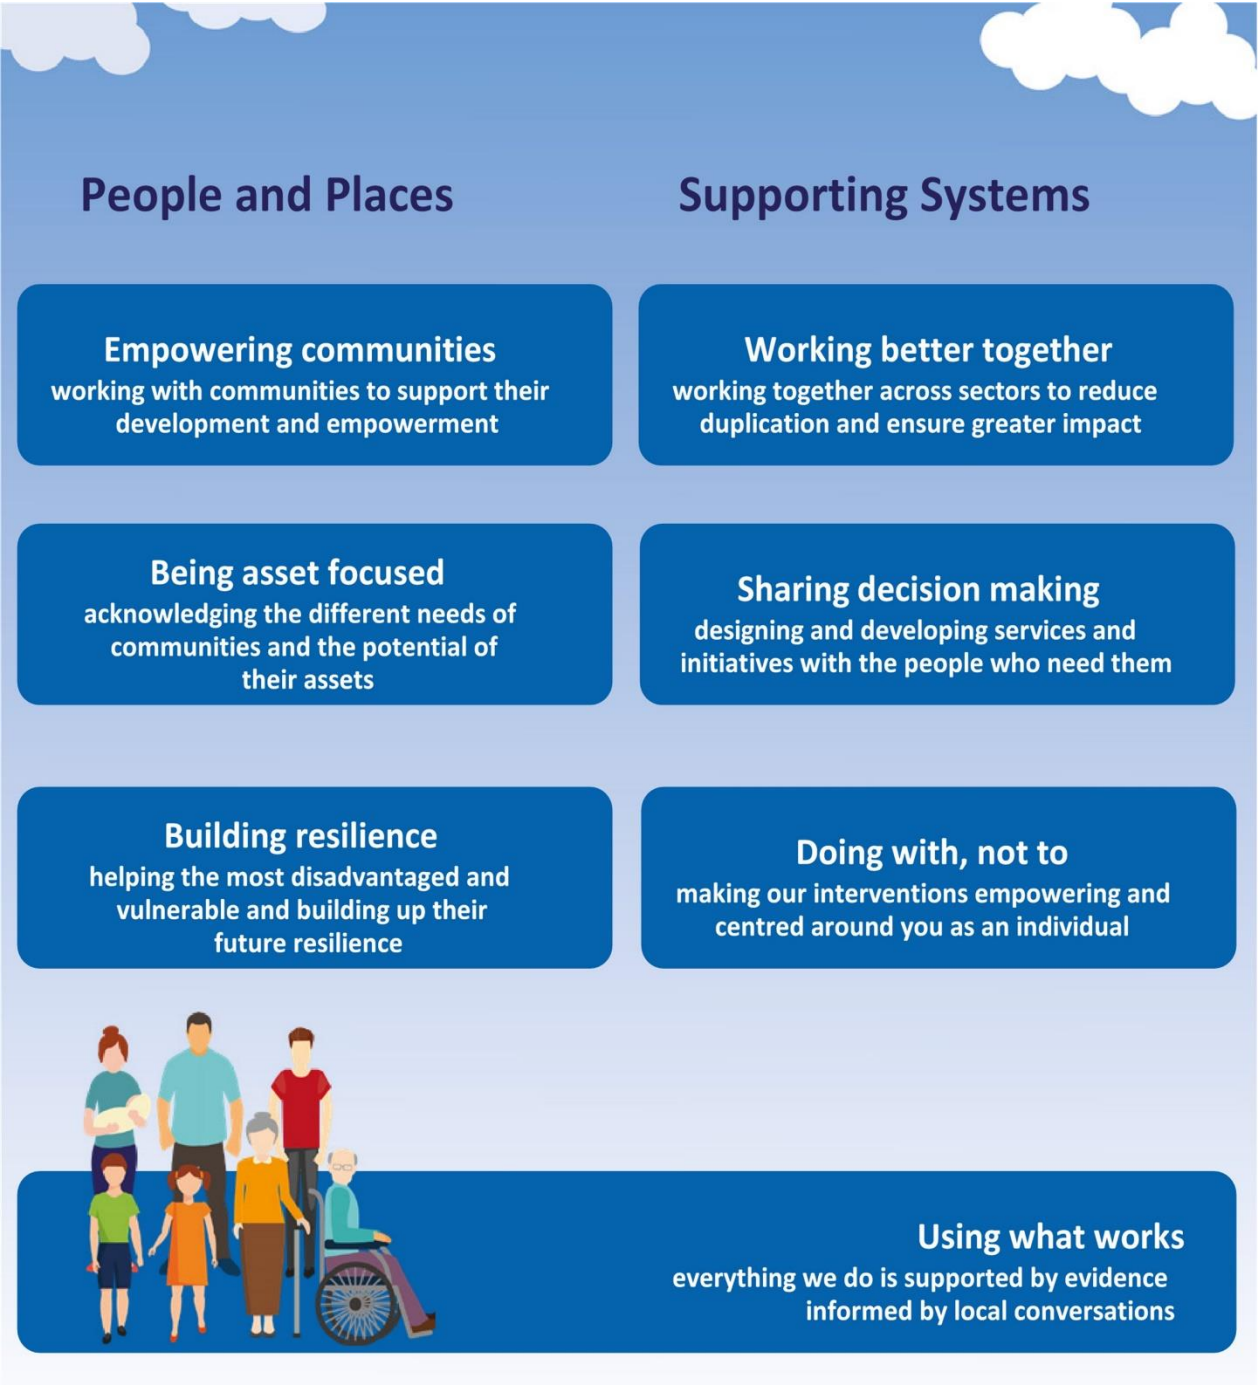 People and Places
Supporting Systems
Empowering communities
working with communities to support their
development and empowerment
Working better together
working together across sectors to reduce
duplication and ensure greater impact
Being asset focused
acknowledging the different needs of
communities and the potential of
their assets
Sharing decision making
designing and developing services and
initiatives with the people who need them
Building resilience
helping the most disadvantaged and
vulnerable and building up their
future resilience
Doing with, not to
making our interventions empowering and
centred around you as an individual
Using what works
everything we do is supported by evidence
informed by local conversations